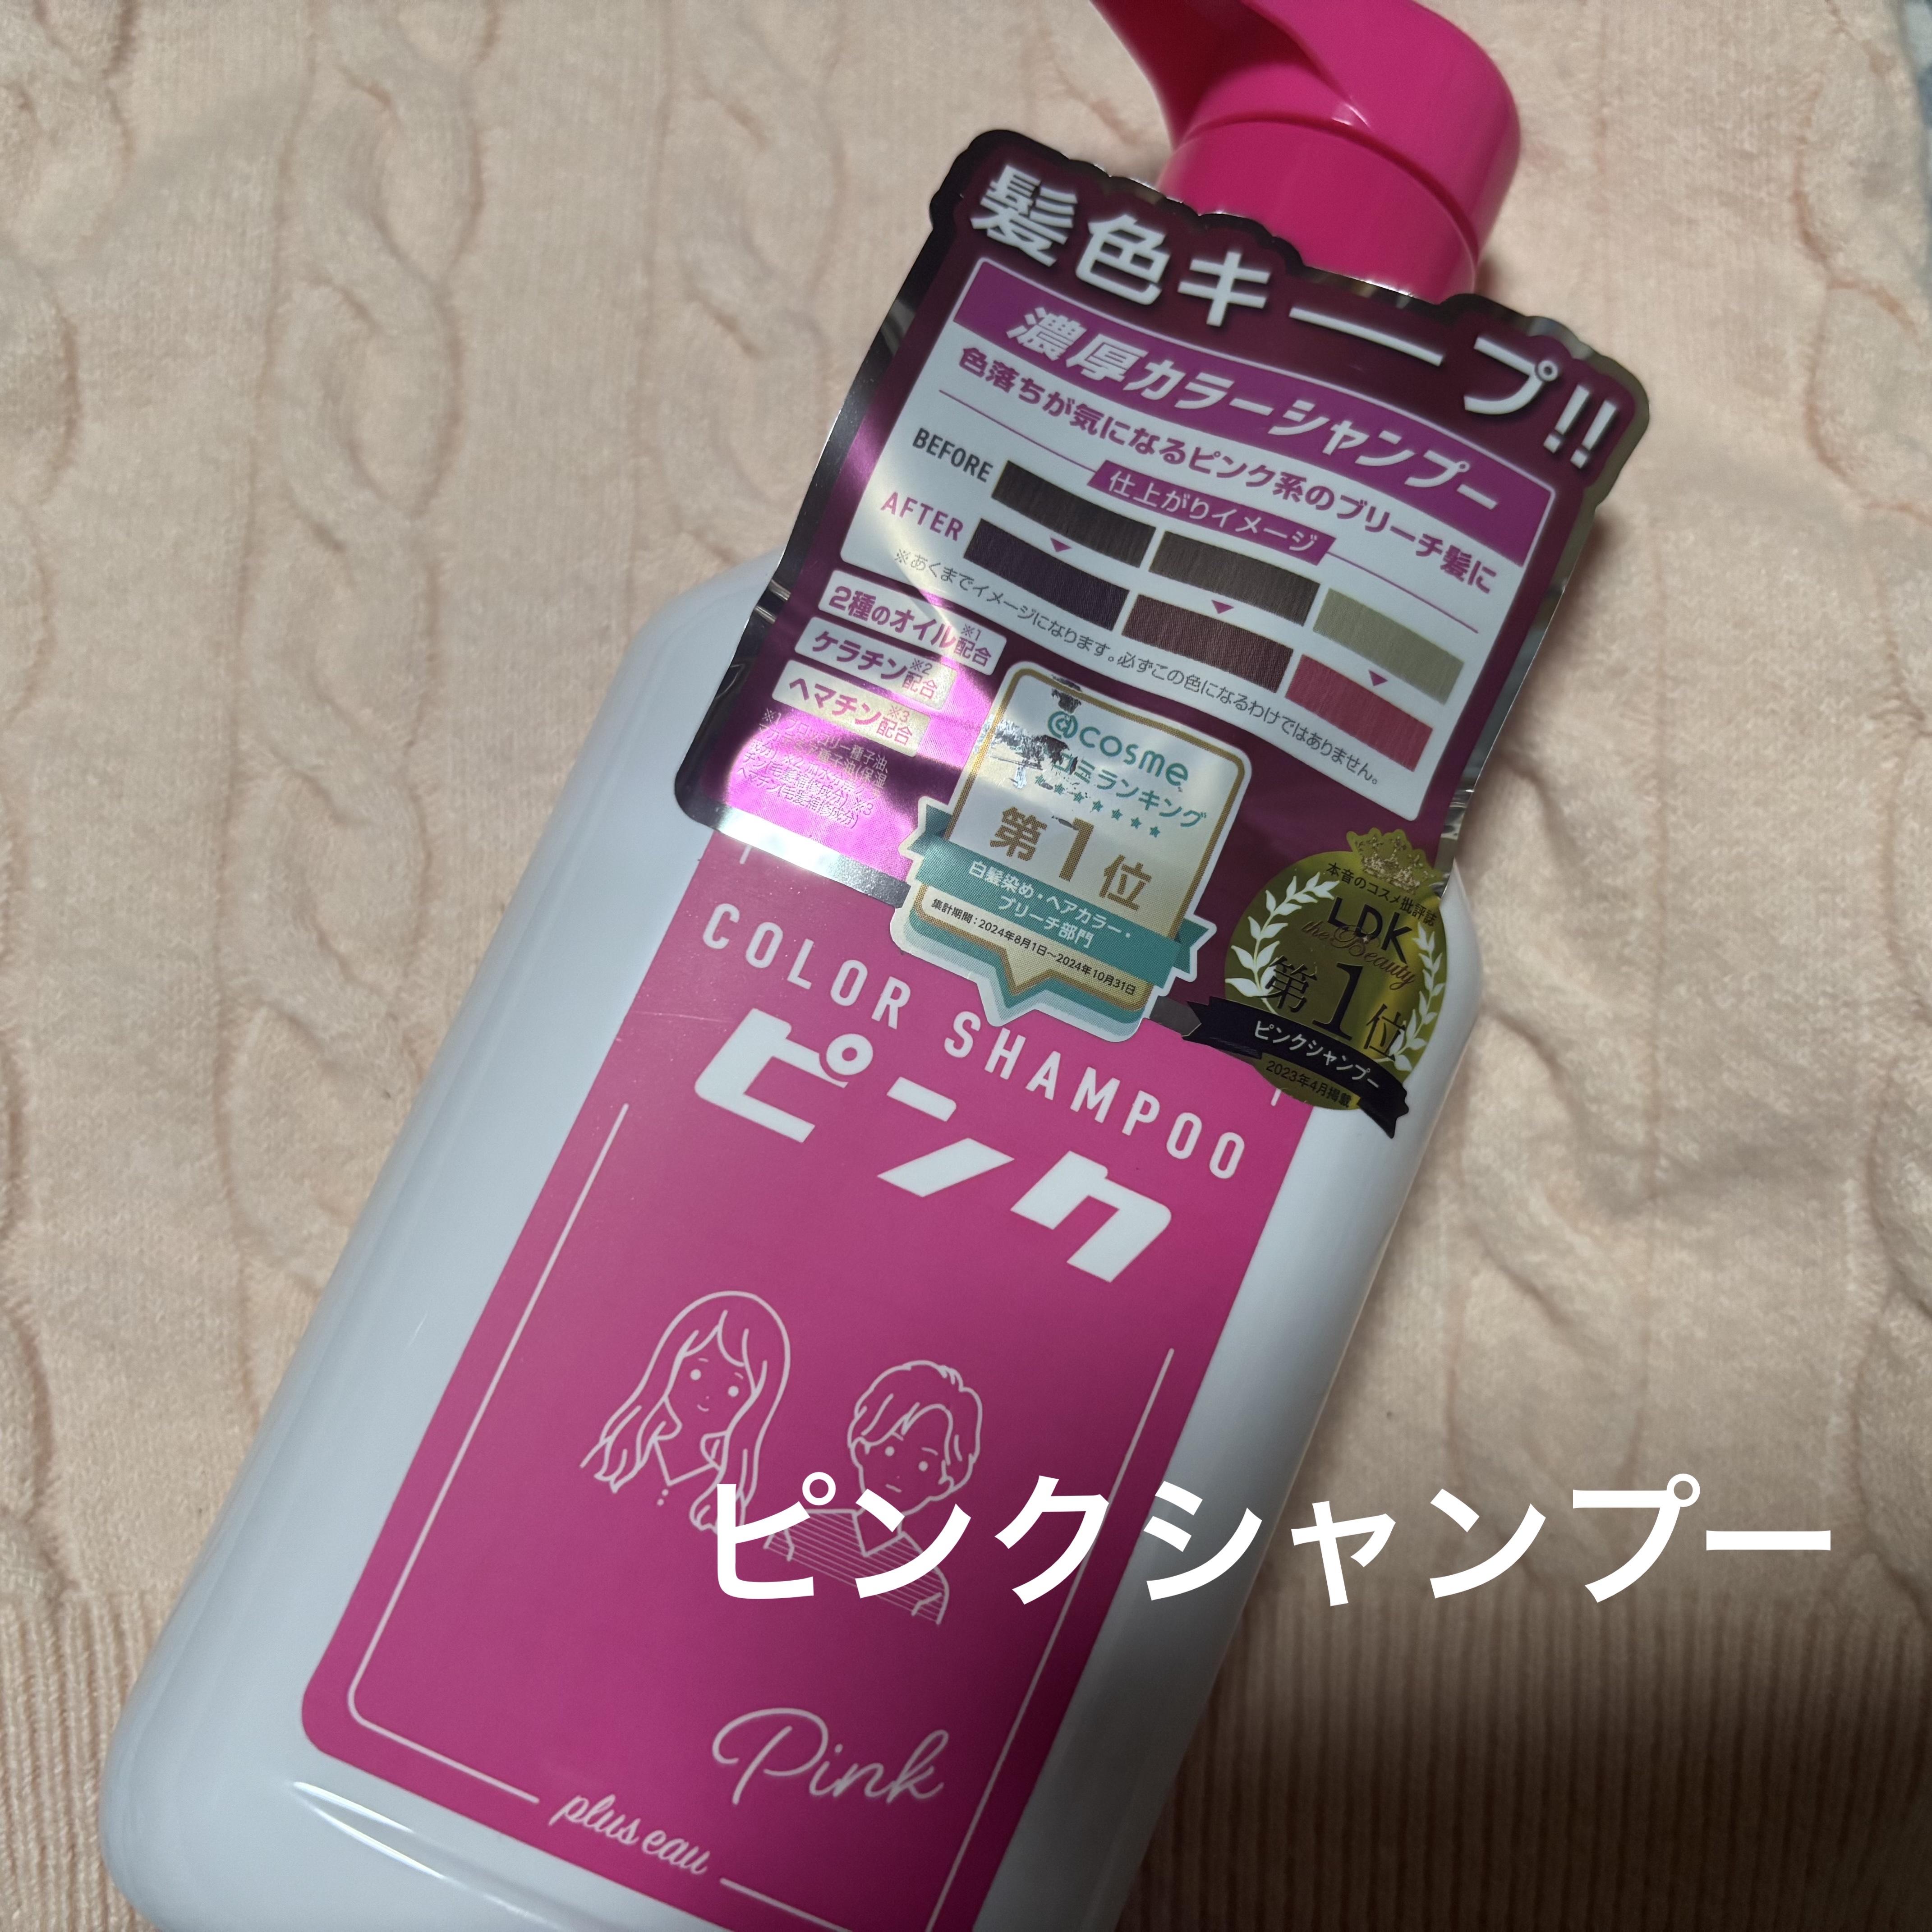 髪色キープ!!
濃厚カラーシャンプー
色落ちが気になるピンク系のブリーチ髪に
仕上がりイメージ
BEFORE
AFTER
※あくまでイメージになります。必ずこの色になるわけではありません。
2種のオイル※1配合
ケラチン※2配合
ヘマチン※3配合
@cosme
ランキング
第1位
白髪染め・ヘアカラー・
ブリーチ部門
集計期間：2024年8月1日～2024年10月31日
本音のコスメ批評誌
LDK
the Beauty
第1位
ピンクシャンプー
2023年4月掲載
COLOR SHAMPOO
ピンク
ピンクシャンプー
Pink
plus eau